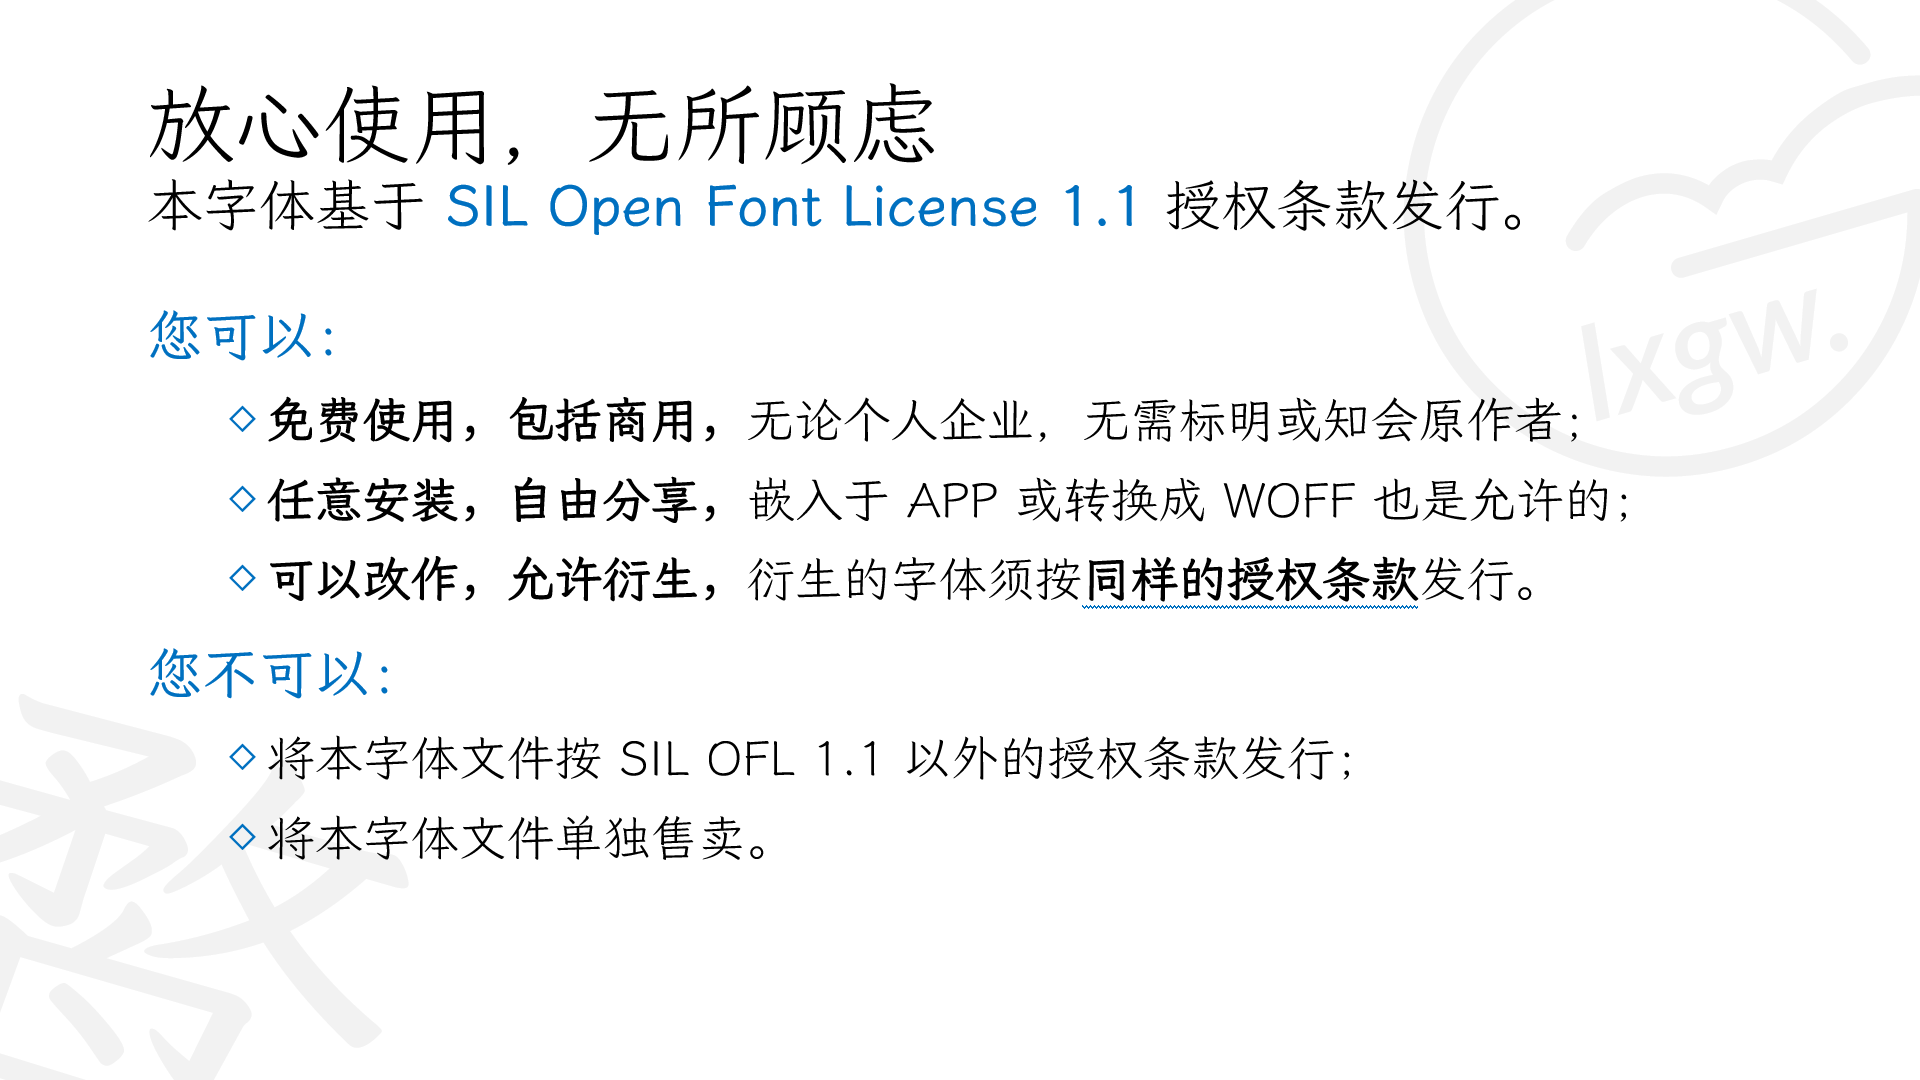 放心使用，无所顾虑
本字体基于 SIL Open Font License 1.1 授权条款发行。
您可以：
免费使用，包括商用，无论个人企业，无需标明或知会原作者；
任意安装，自由分享，嵌入于 APP 或转换成 WOFF 也是允许的；
可以改作，允许衍生，衍生的字体须按同样的授权条款发行。
您不可以：
将本字体文件按 SIL OFL 1.1 以外的授权条款发行；
将本字体文件单独售卖。
lxgw.